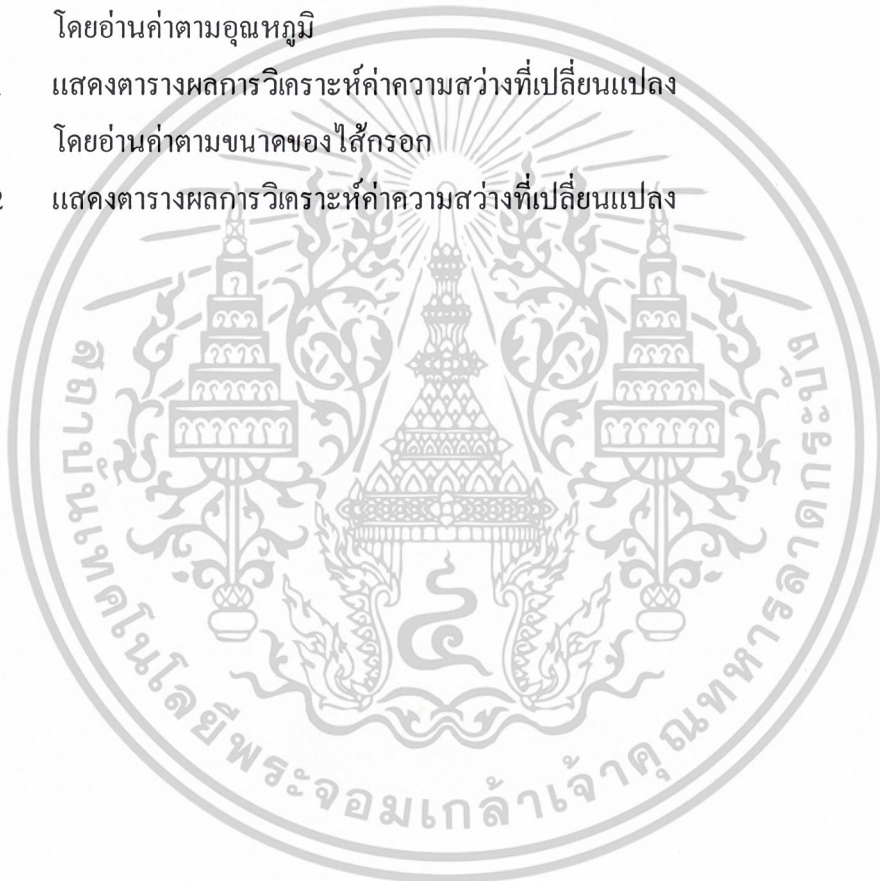 โดยอ่านค่าตามอุณหภูมิ
แสดงตารางผลการวิเคราะห์ค่าความสว่างที่เปลี่ยนแปลง
โดยอ่านค่าตามขนาดของไส้กรอก
2 แสดงตารางผลการวิเคราะห์ค่าความสว่างที่เปลี่ยนแปลง
สถาบันเทคโนโลยีพระจอมเกล้าเจ้าคุณทหารลาดกระบัง